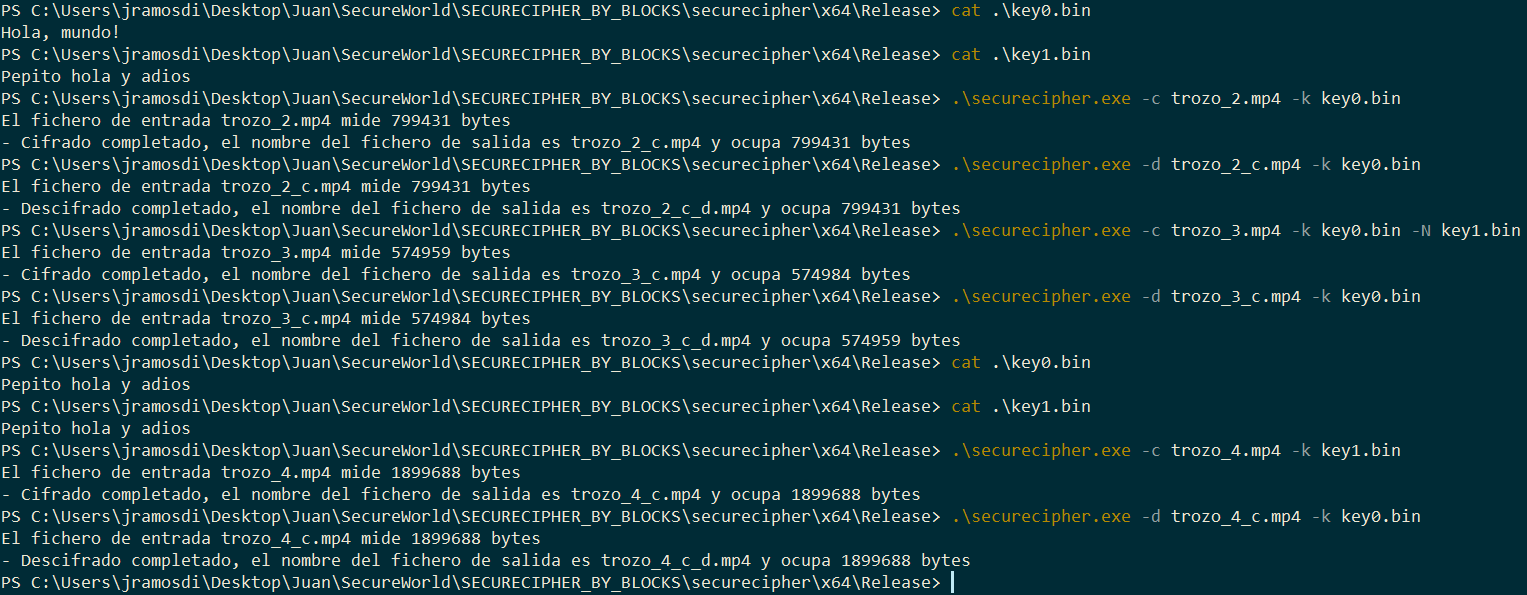 PS C:\Users\jramosdi\Desktop\Juan\SecureWorld\SECURECIPHER_BY_BLOCKS\securecipher\x64\Release> cat .\key0.bin
Hola, mundo!
PS C:\Users\jramosdi\Desktop\Juan\SecureWorld\SECURECIPHER_BY_BLOCKS\securecipher\x64\Release> cat .\key1.bin
Pepito hola y adios
PS C:\Users\jramosdi\Desktop\Juan\SecureWorld\SECURECIPHER_BY_BLOCKS\securecipher\x64\Release> .\securecipher.exe -c trozo_2.mp4 -k key0.bin
El fichero de entrada trozo_2.mp4 mide 799431 bytes
- Cifrado completado, el nombre del fichero de salida es trozo_2_c.mp4 y ocupa 799431 bytes
PS C:\Users\jramosdi\Desktop\Juan\SecureWorld\SECURECIPHER_BY_BLOCKS\securecipher\x64\Release> .\securecipher.exe -d trozo_2_c.mp4 -k key0.bin
El fichero de entrada trozo_2_c.mp4 mide 799431 bytes
- Descifrado completado, el nombre del fichero de salida es trozo_2_c_d.mp4 y ocupa 799431 bytes
PS C:\Users\jramosdi\Desktop\Juan\SecureWorld\SECURECIPHER_BY_BLOCKS\securecipher\x64\Release> .\securecipher.exe -c trozo_3.mp4 -k key0.bin -N key1.bin
El fichero de entrada trozo_3.mp4 mide 574959 bytes
- Cifrado completado, el nombre del fichero de salida es trozo_3_c.mp4 y ocupa 574984 bytes
PS C:\Users\jramosdi\Desktop\Juan\SecureWorld\SECURECIPHER_BY_BLOCKS\securecipher\x64\Release> .\securecipher.exe -d trozo_3_c.mp4 -k key0.bin
El fichero de entrada trozo_3_c.mp4 mide 574984 bytes
- Descifrado completado, el nombre del fichero de salida es trozo_3_c_d.mp4 y ocupa 574959 bytes
PS C:\Users\jramosdi\Desktop\Juan\SecureWorld\SECURECIPHER_BY_BLOCKS\securecipher\x64\Release> cat .\key0.bin
Pepito hola y adios
PS C:\Users\jramosdi\Desktop\Juan\SecureWorld\SECURECIPHER_BY_BLOCKS\securecipher\x64\Release> cat .\key1.bin
Pepito hola y adios
PS C:\Users\jramosdi\Desktop\Juan\SecureWorld\SECURECIPHER_BY_BLOCKS\securecipher\x64\Release> .\securecipher.exe -c trozo_4.mp4 -k key1.bin
El fichero de entrada trozo_4.mp4 mide 1899688 bytes
- Cifrado completado, el nombre del fichero de salida es trozo_4_c.mp4 y ocupa 1899688 bytes
PS C:\Users\jramosdi\Desktop\Juan\SecureWorld\SECURECIPHER_BY_BLOCKS\securecipher\x64\Release> .\securecipher.exe -d trozo_4_c.mp4 -k key0.bin
El fichero de entrada trozo_4_c.mp4 mide 1899688 bytes
- Descifrado completado, el nombre del fichero de salida es trozo_4_c_d.mp4 y ocupa 1899688 bytes
PS C:\Users\jramosdi\Desktop\Juan\SecureWorld\SECURECIPHER_BY_BLOCKS\securecipher\x64\Release>